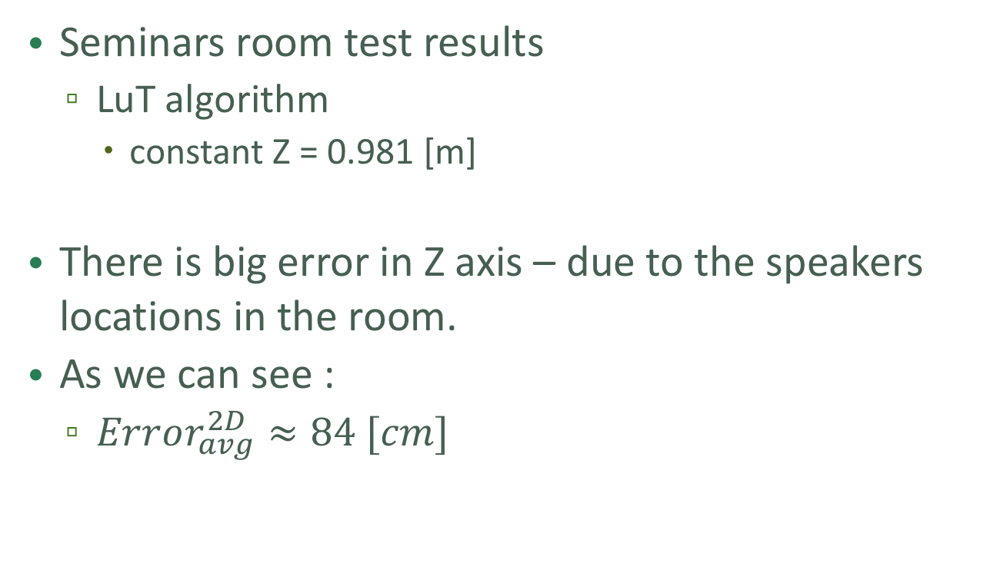 • Seminars room test results
▫ LuT algorithm
• constant Z = 0.981 [m]
• There is big error in Z axis – due to the speakers
locations in the room.
• As we can see :
▫ $Error_{avg}^{2D} \approx 84\ [cm]$